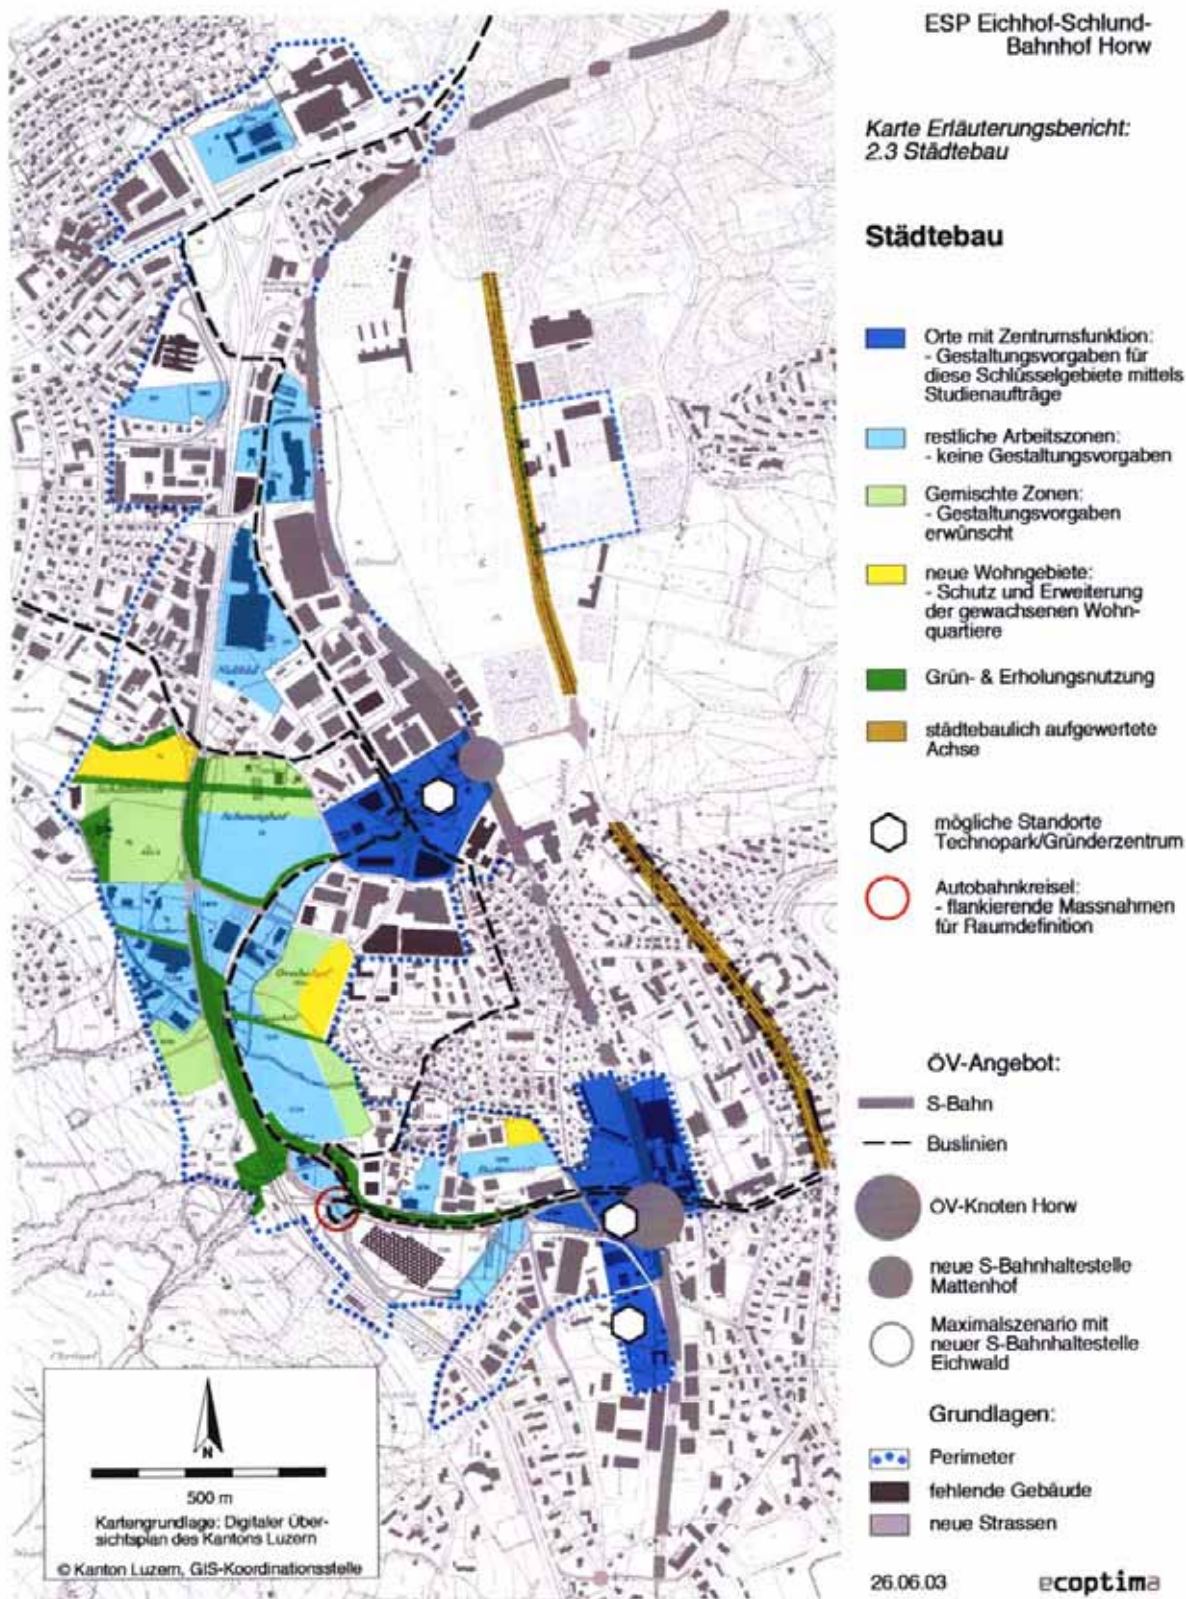 ESP Eichhof-Schlund-
Bahnhof Horw
Karte Erläuterungsbericht:
2.3 Städtebau
Städtebau
Orte mit Zentrumsfunktion:
- Gestaltungsvorgaben für
diese Schlüsselgebiete mittels
Studienaufträge
restliche Arbeitszonen:
- keine Gestaltungsvorgaben
Gemischte Zonen:
- Gestaltungsvorgaben
erwünscht
neue Wohngebiete:
- Schutz und Erweiterung
der gewachsenen Wohn-
quartiere
Grün- & Erholungsnutzung
städtebaulich aufgewertete
Achse
mögliche Standorte
Technopark/Gründerzentrum
Autobahnkreisel:
- flankierende Massnahmen
für Raumdefinition
ÖV-Angebot:
S-Bahn
Buslinien
ÖV-Knoten Horw
neue S-Bahnhaltestelle
Mattenhof
Maximalszenario mit
neuer S-Bahnhaltestelle
Eichwald
Grundlagen:
Perimeter
fehlende Gebäude
neue Strassen
26.06.03
ecoptima
N
500 m
Kartengrundlage: Digitaler Über-
sichtsplan des Kantons Luzern
© Kanton Luzern, GIS-Koordinationsstelle